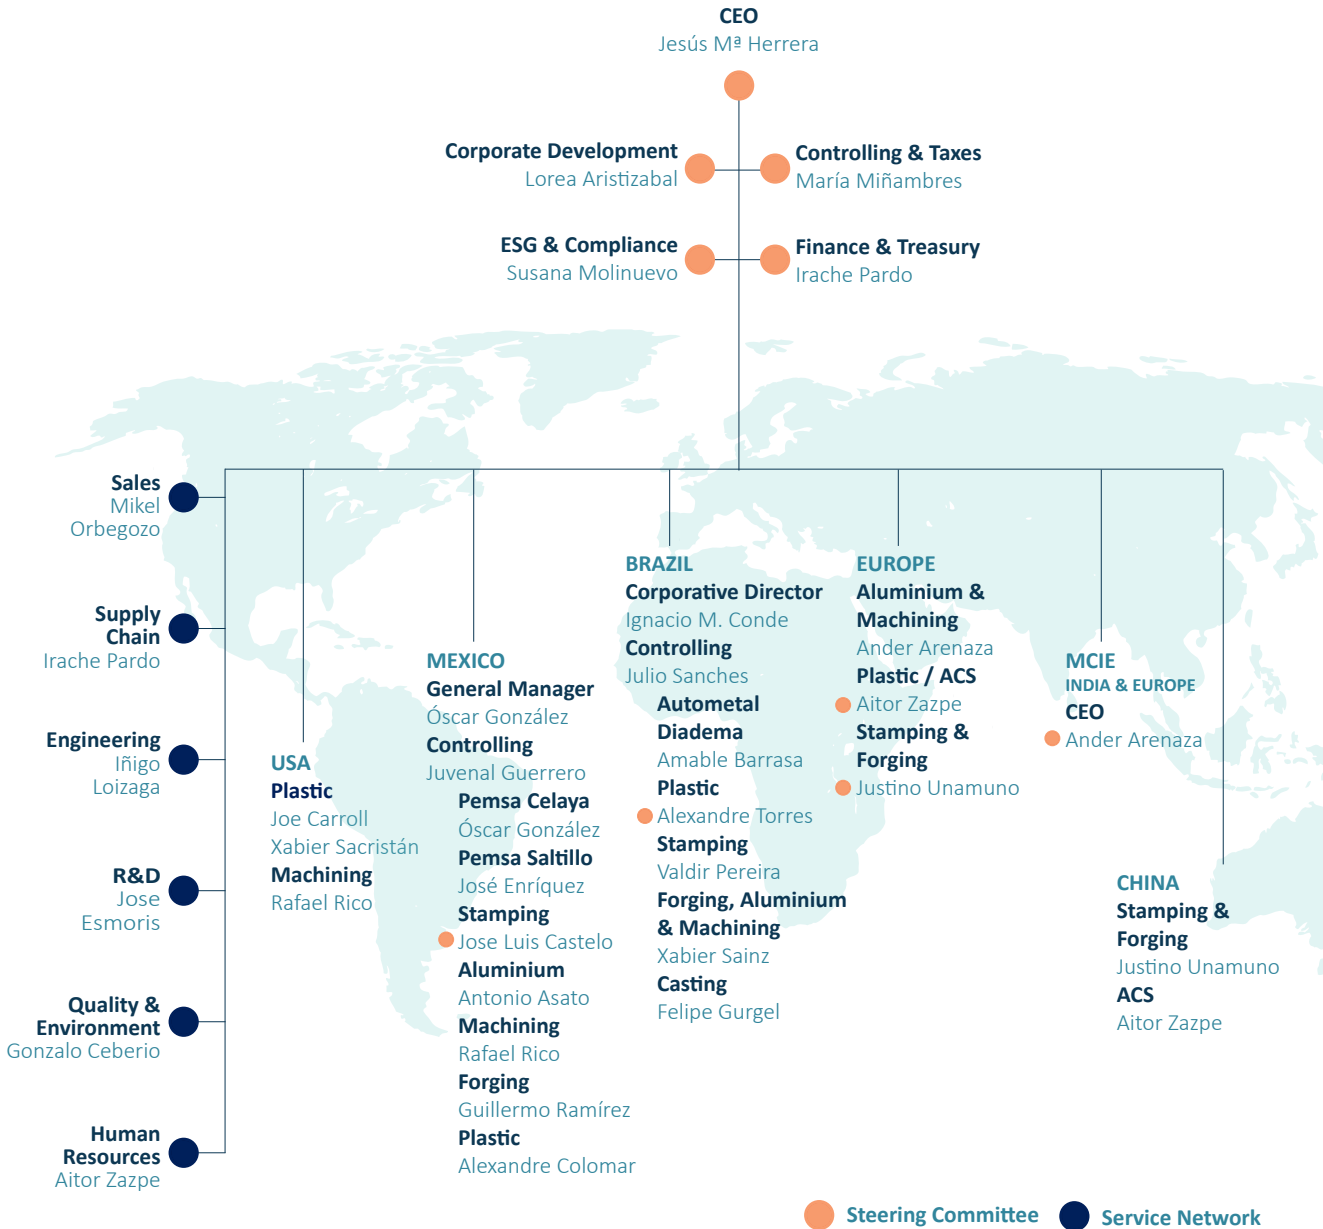 CEO
Jesús Mª Herrera
Corporate Development
Lorea Aristizabal
Controlling & Taxes
María Miñambres
ESG & Compliance
Susana Molinuevo
Finance & Treasury
Irache Pardo
Sales
Mikel
Orbegozo
Supply
Chain
Irache Pardo
Engineering
Iñigo
Loizaga
R&D
Jose
Esmoris
Quality &
Environment
Gonzalo Ceberio
Human
Resources
Aitor Zazpe
USA
Plastic
Joe Carroll
Xabier Sacristán
Machining
Rafael Rico
MEXICO
General Manager
Óscar González
Controlling
Juvenal Guerrero
Pemsa Celaya
Óscar González
Pemsa Saltillo
José Enríquez
Stamping
Jose Luis Castelo
Aluminium
Antonio Asato
Machining
Rafael Rico
Forging
Guillermo Ramírez
Plastic
Alexandre Colomar
BRAZIL
Corporative Director
Ignacio M. Conde
Controlling
Julio Sanches
Autometal
Diadema
Amable Barrasa
Plastic
Alexandre Torres
Stamping
Valdir Pereira
Forging, Aluminium
& Machining
Xabier Sainz
Casting
Felipe Gurgel
EUROPE
Aluminium &
Machining
Ander Arenaza
Plastic / ACS
Aitor Zazpe
Stamping &
Forging
Justino Unamuno
MCIE
INDIA & EUROPE
CEO
Ander Arenaza
CHINA
Stamping &
Forging
Justino Unamuno
ACS
Aitor Zazpe
Steering Committee
Service Network